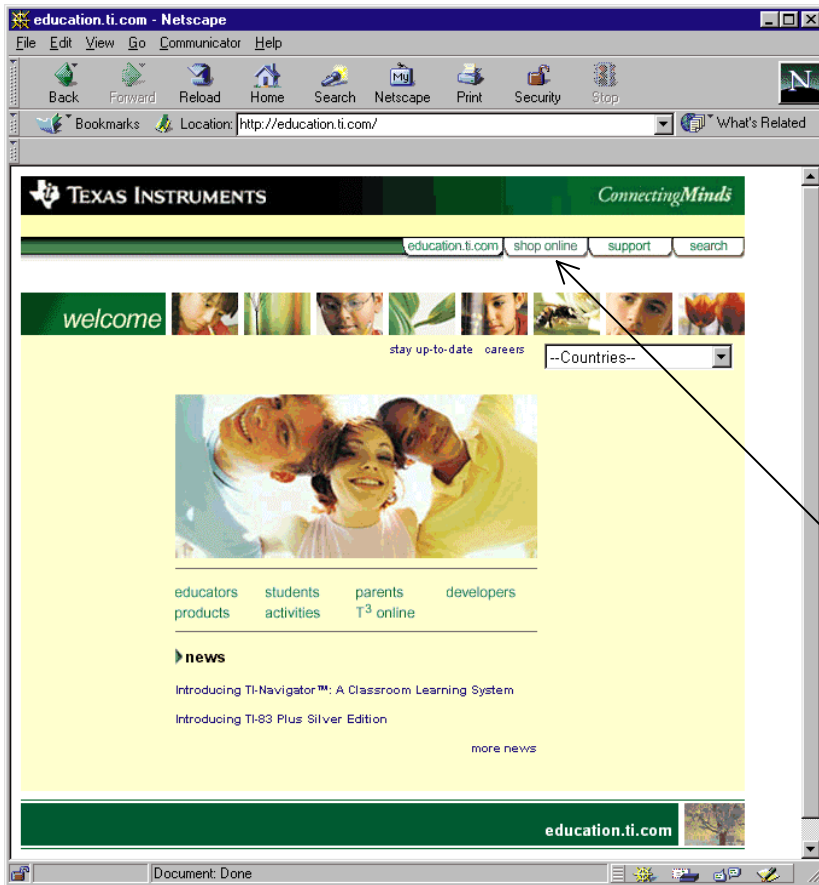 education.ti.com - Netscape
File Edit View Go Communicator Help
My N
Back Forward Reload Home Search Netscape Print Security Stop
Bookmarks Location: http://education.ti.com/ What's Related
TEXAS INSTRUMENTS ConnectingMinds
education.ti.com shop online support search
welcome
stay up-to-date careers --Countries--
educators students parents developers
products activities T3 online
news
Introducing TI-Navigator™: A Classroom Learning System
Introducing TI-83 Plus Silver Edition
more news
education.ti.com
Document: Done